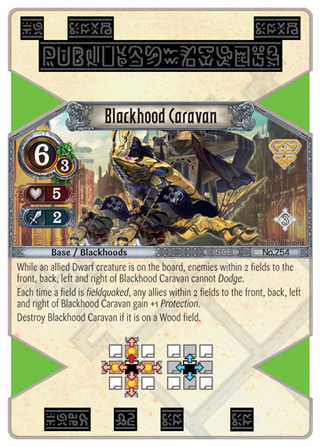 Blackhood Caravan
6
3
5
2
3
Base / Blackhoods
SCEI
No.254
While an allied Dwarf creature is on the board, enemies within 2 fields to the
front, back, left and right of Blackhood Caravan cannot Dodge.
Each time a field is fieldquaked, any allies within 2 fields to the front, back, left
and right of Blackhood Caravan gain +1 Protection.
Destroy Blackhood Caravan if it is on a Wood field.